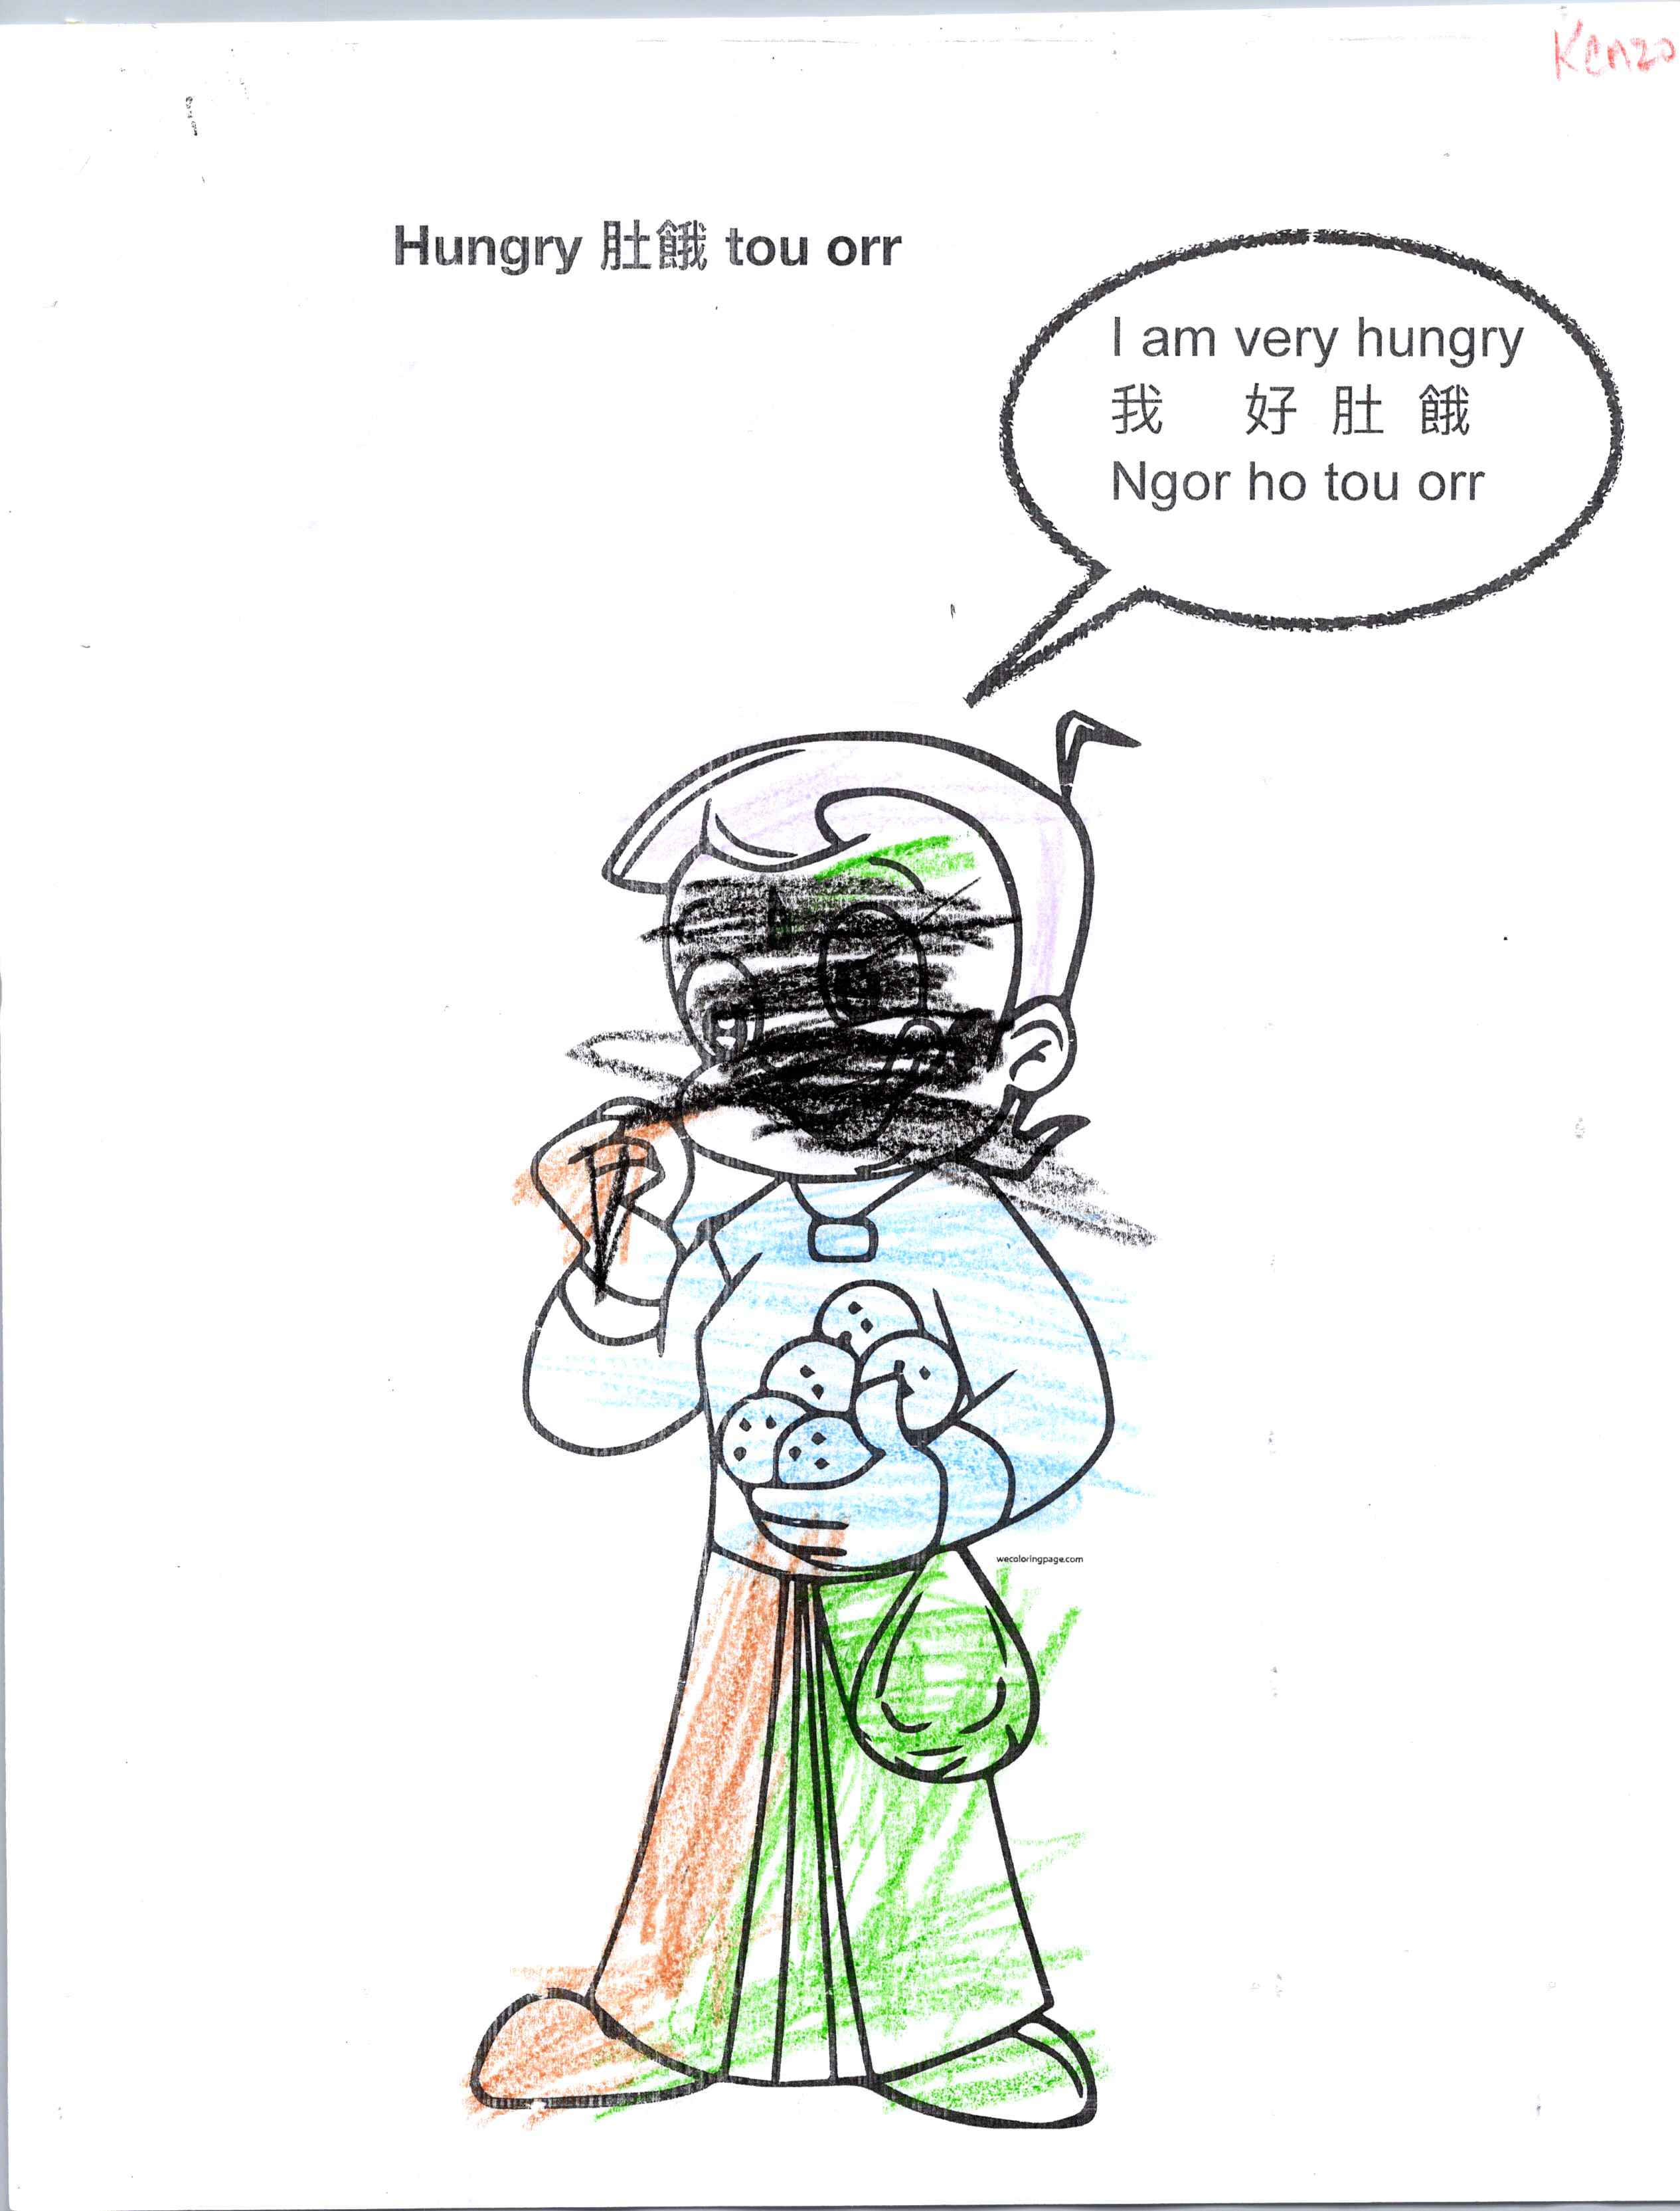 Kenzo
Hungry 肚餓 tou orr
I am very hungry
我 好 肚 餓
Ngor ho tou orr
wecoloringpage.com